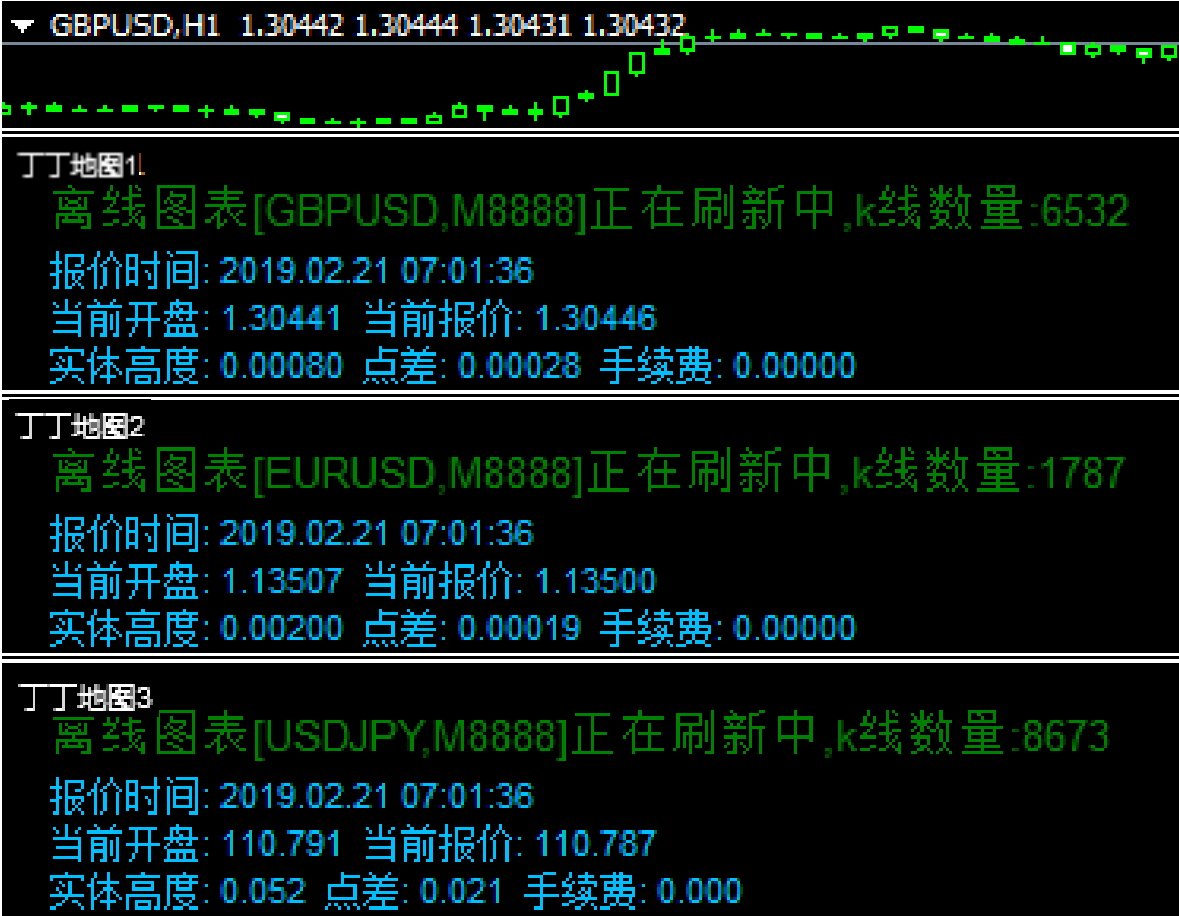 GBPUSD,H1 1.30442 1.30444 1.30431 1.30432
丁丁地图1
离线图表[GBPUSD,M8888]正在刷新中,k线数量:6532
报价时间: 2019.02.21 07:01:36
当前开盘: 1.30441 当前报价: 1.30446
实体高度: 0.00080 点差: 0.00028 手续费: 0.00000
丁丁地图2
离线图表[EURUSD,M8888]正在刷新中,k线数量:1787
报价时间: 2019.02.21 07:01:36
当前开盘: 1.13507 当前报价: 1.13500
实体高度: 0.00200 点差: 0.00019 手续费: 0.00000
丁丁地图3
离线图表[USDJPY,M8888]正在刷新中,k线数量:8673
报价时间: 2019.02.21 07:01:36
当前开盘: 110.791 当前报价: 110.787
实体高度: 0.052 点差: 0.021 手续费: 0.000